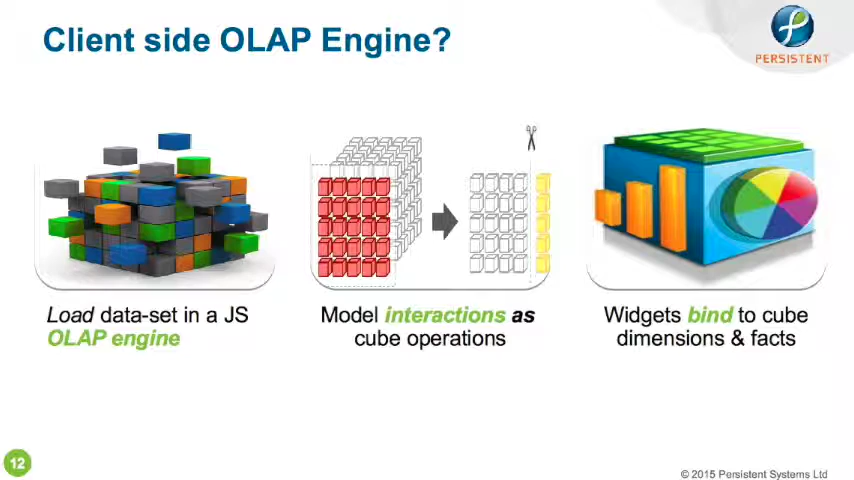 Client side OLAP Engine?
PERSISTENT
Load data-set in a JS
OLAP engine
Model interactions as
cube operations
Widgets bind to cube
dimensions & facts
12
© 2015 Persistent Systems Ltd